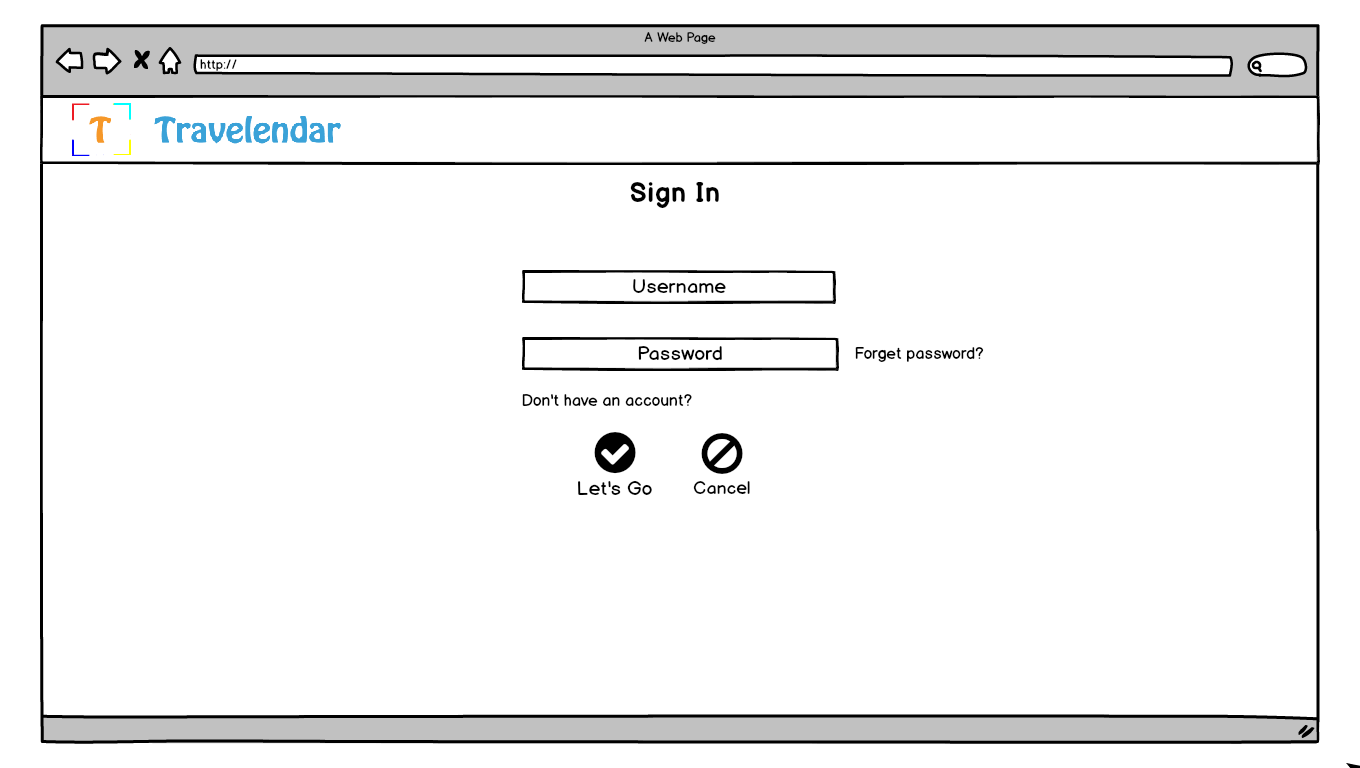 A Web Page
http://
T Travelendar
Sign In
Username
Password Forget password?
Don't have an account?
Let's Go Cancel